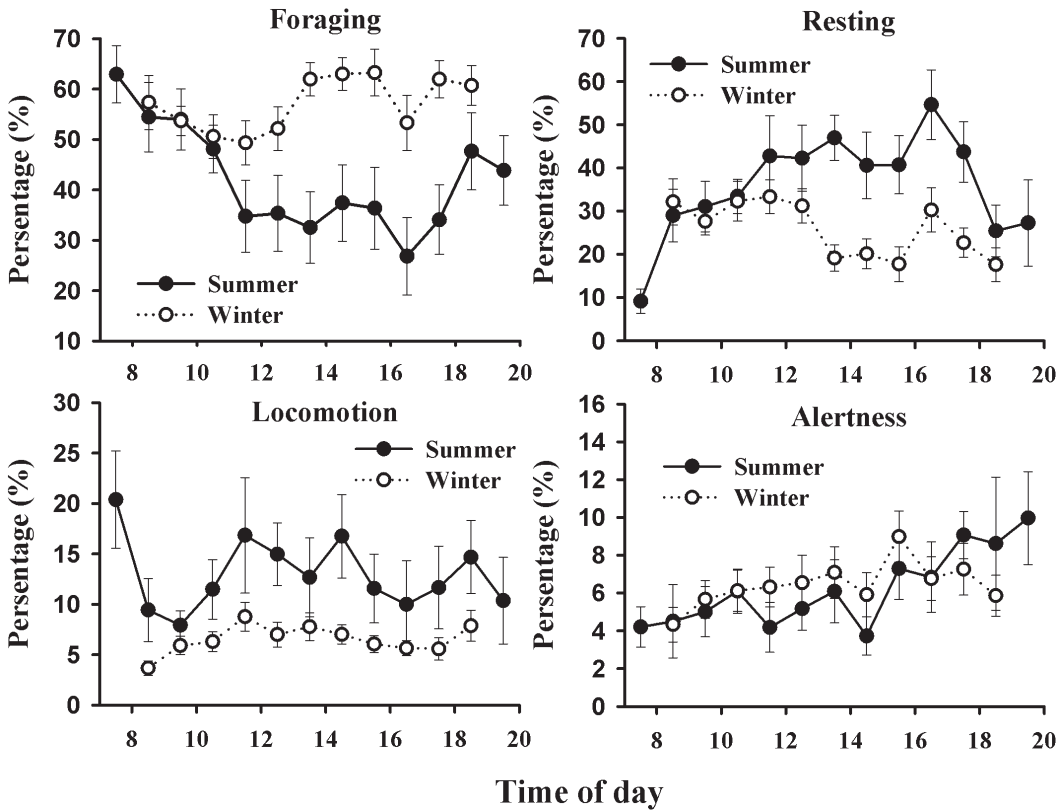 Foraging
70
60
50
40
30
20
10
Persentage (%)
Summer
Winter
8 10 12 14 16 18 20
Resting
70
60
50
40
30
20
10
0
Persentage (%)
Summer
Winter
8 10 12 14 16 18 20
Locomotion
30
25
20
15
10
5
0
Persentage (%)
Summer
Winter
8 10 12 14 16 18 20
Alertness
16
14
12
10
8
6
4
2
0
Persentage (%)
Summer
Winter
8 10 12 14 16 18 20
Time of day